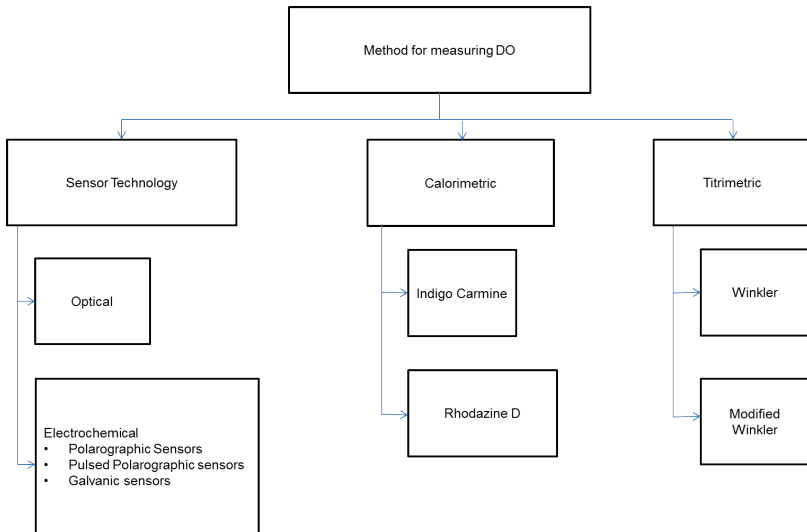 Method for measuring DO
Sensor Technology
Calorimetric
Titrimetric
Optical
Indigo Carmine
Winkler
Electrochemical
• Polarographic Sensors
• Pulsed Polarographic sensors
• Galvanic sensors
Rhodazine D
Modified
Winkler